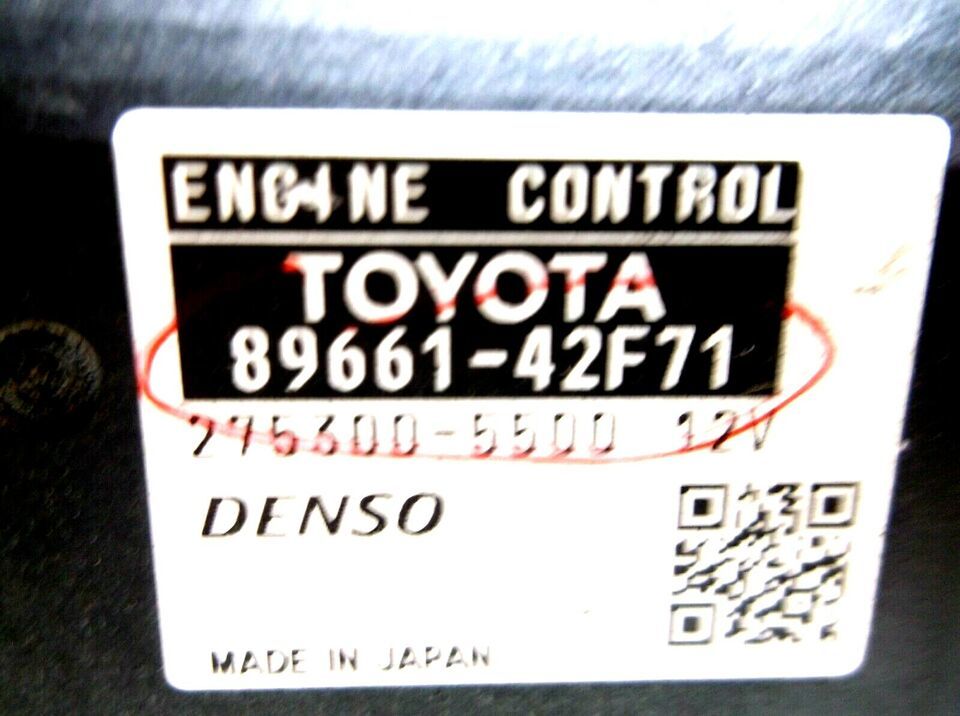 ENGINE CONTROL
TOYOTA
89661-42F71
275300-5500 12V
DENSO
MADE IN JAPAN